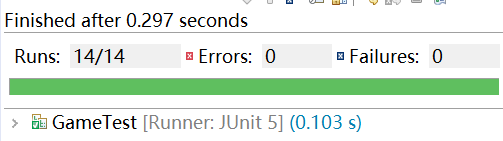 Finished after 0.297 seconds
Runs: 14/14 Errors: 0 Failures: 0
GameTest [Runner: JUnit 5] (0.103 s)